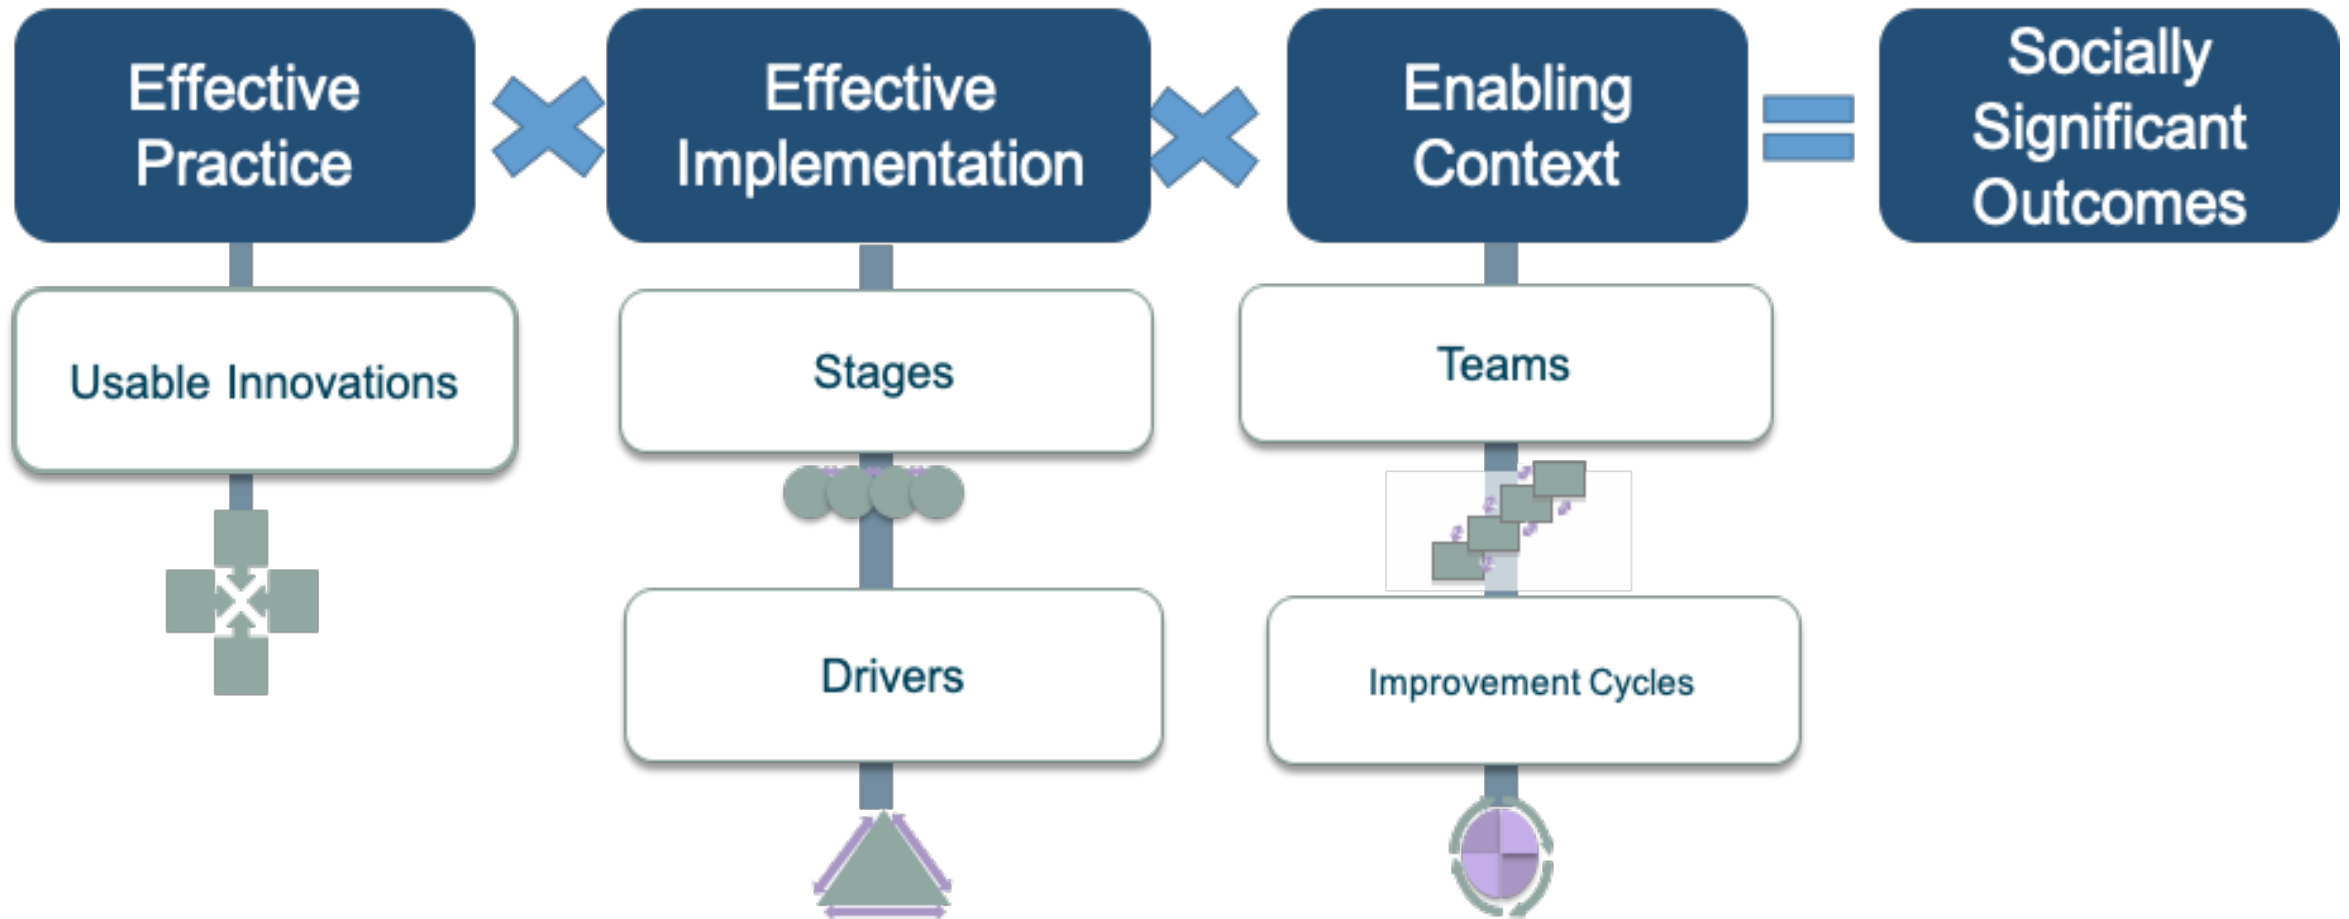 Effective
Practice
Effective
Implementation
Enabling
Context
Socially
Significant
Outcomes
Usable Innovations
Stages
Teams
Drivers
Improvement Cycles